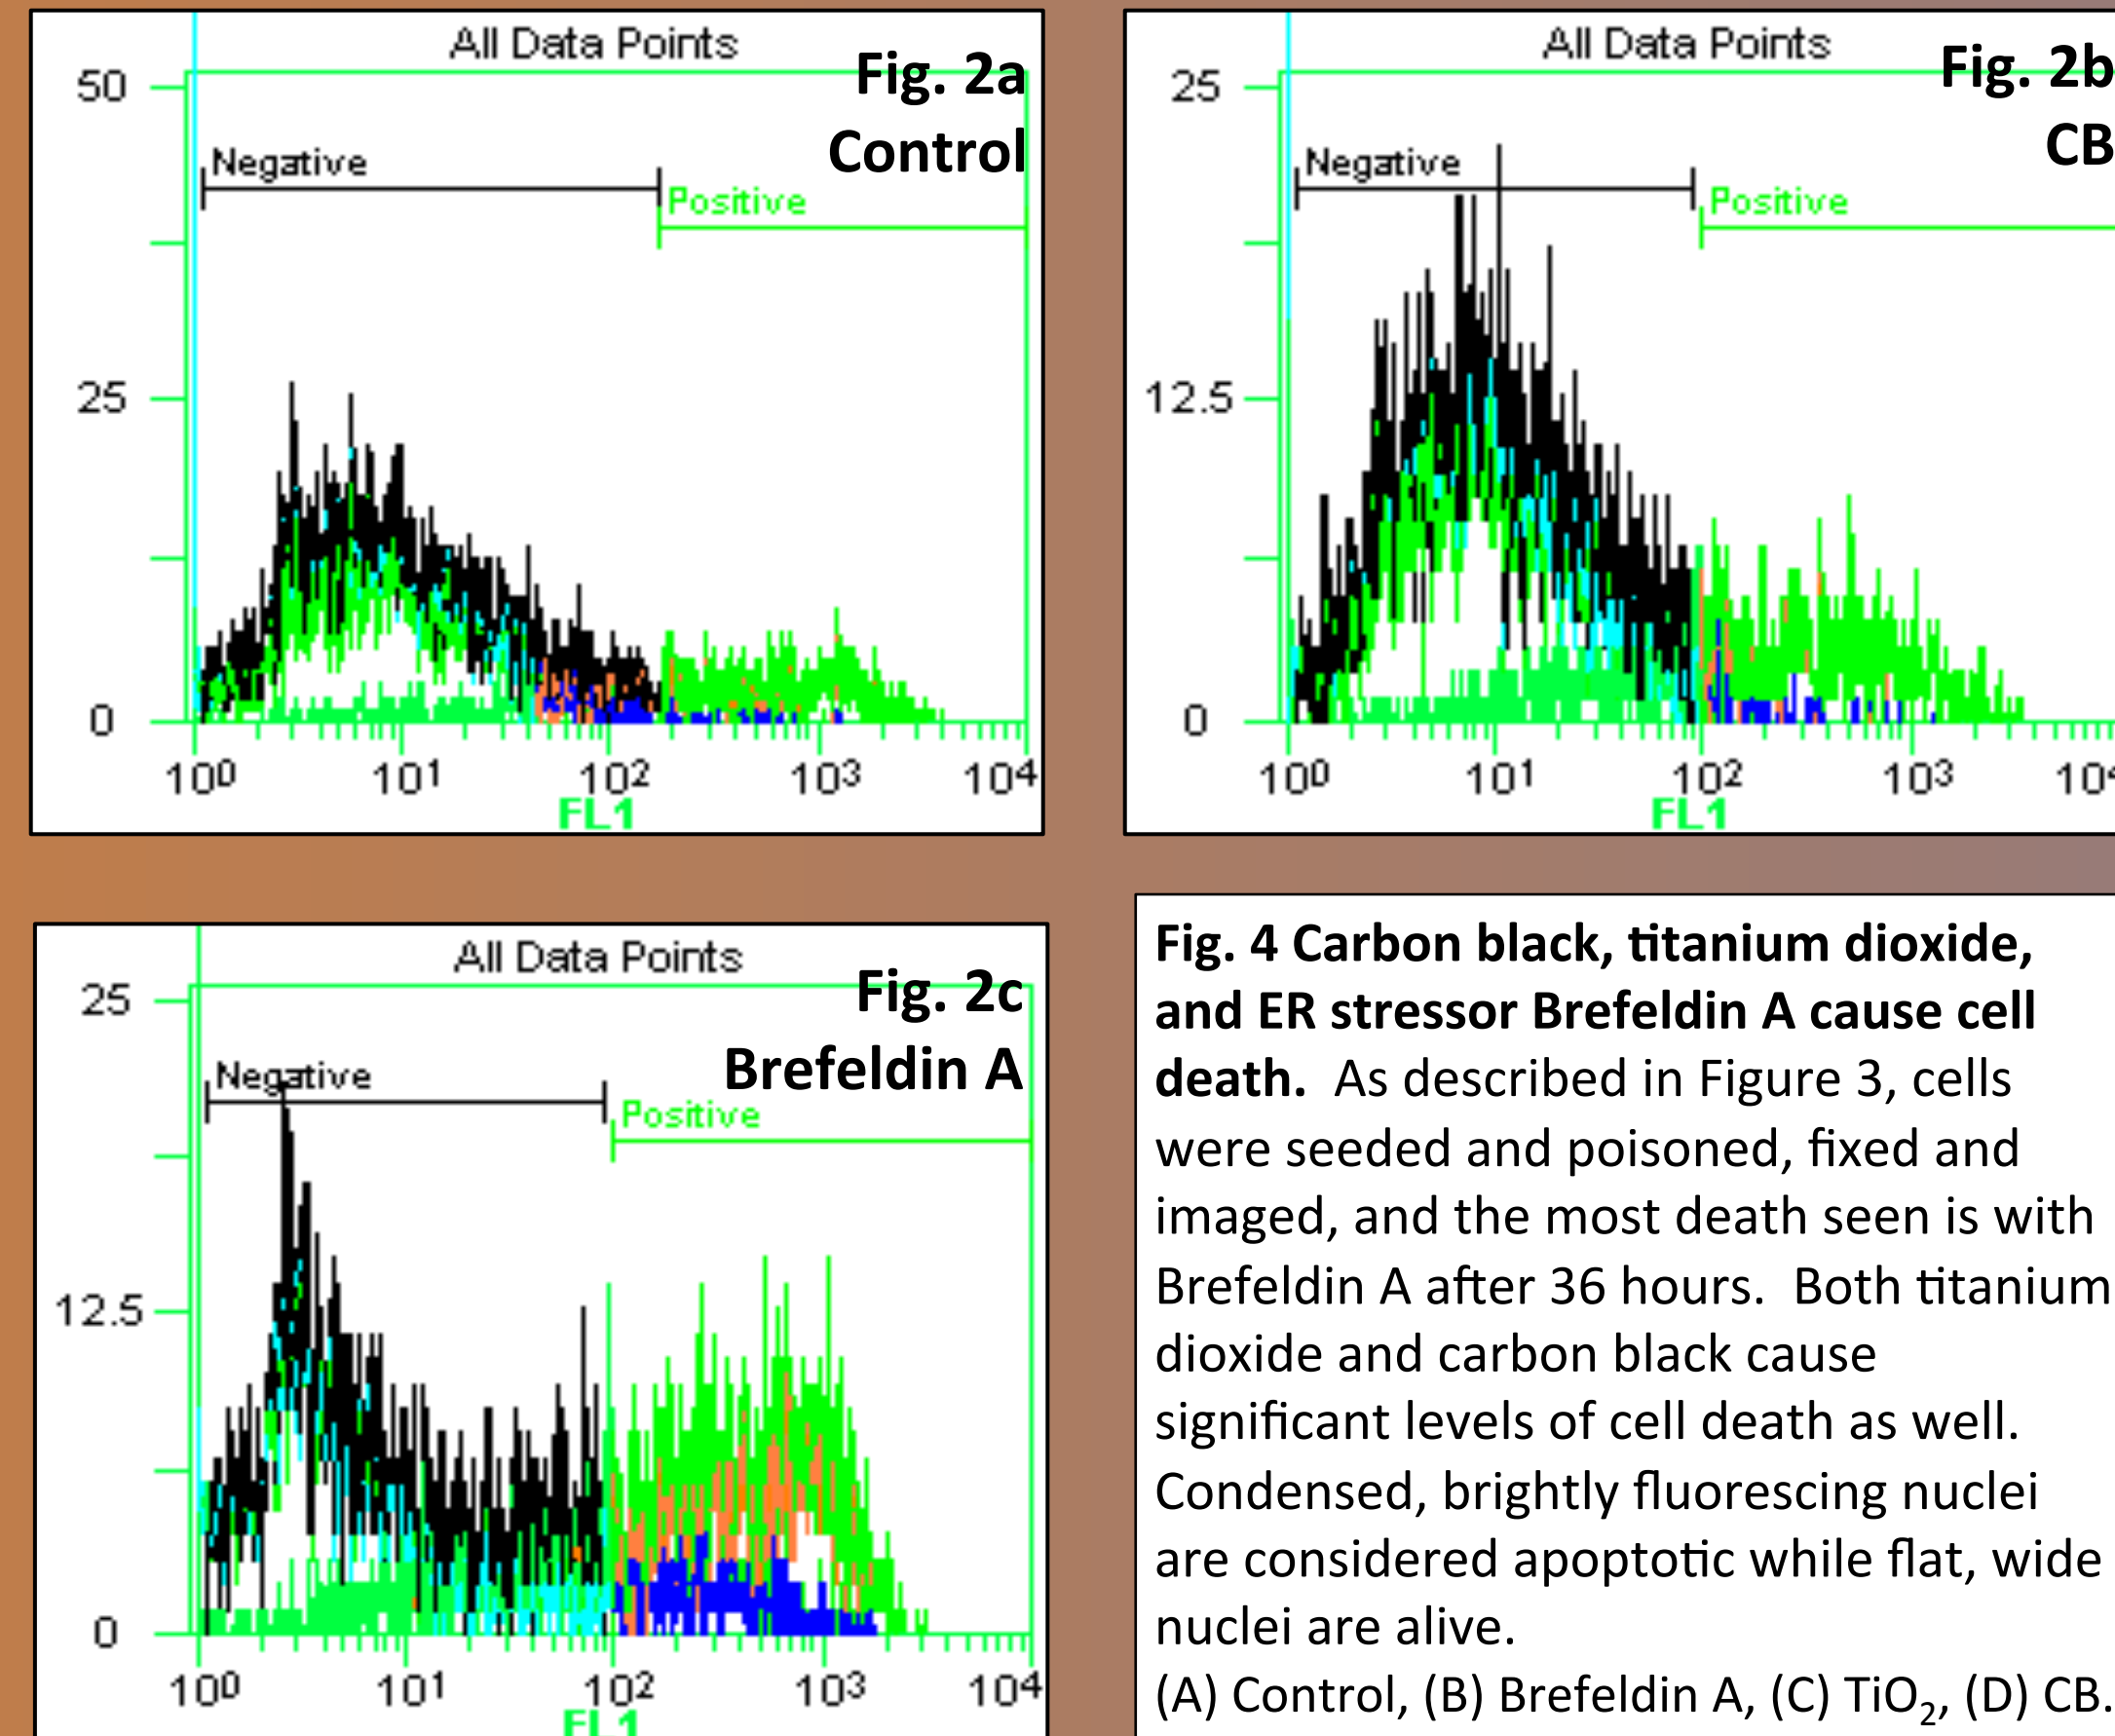 All Data Points
Fig. 2a
Control
50
Negative
Positive
25
0
10⁰ 10¹ 10² 10³ 10⁴
FL1
All Data Points
Fig. 2b
CB
25
Negative
Positive
12.5
0
10⁰ 10¹ 10² 10³ 10⁴
FL1
All Data Points
Fig. 2c
Brefeldin A
25
Negative
Positive
12.5
0
10⁰ 10¹ 10² 10³ 10⁴
FL1
Fig. 4 Carbon black, titanium dioxide,
and ER stressor Brefeldin A cause cell
death. As described in Figure 3, cells
were seeded and poisoned, fixed and
imaged, and the most death seen is with
Brefeldin A after 36 hours. Both titanium
dioxide and carbon black cause
significant levels of cell death as well.
Condensed, brightly fluorescing nuclei
are considered apoptotic while flat, wide
nuclei are alive.
(A) Control, (B) Brefeldin A, (C) TiO₂, (D) CB.